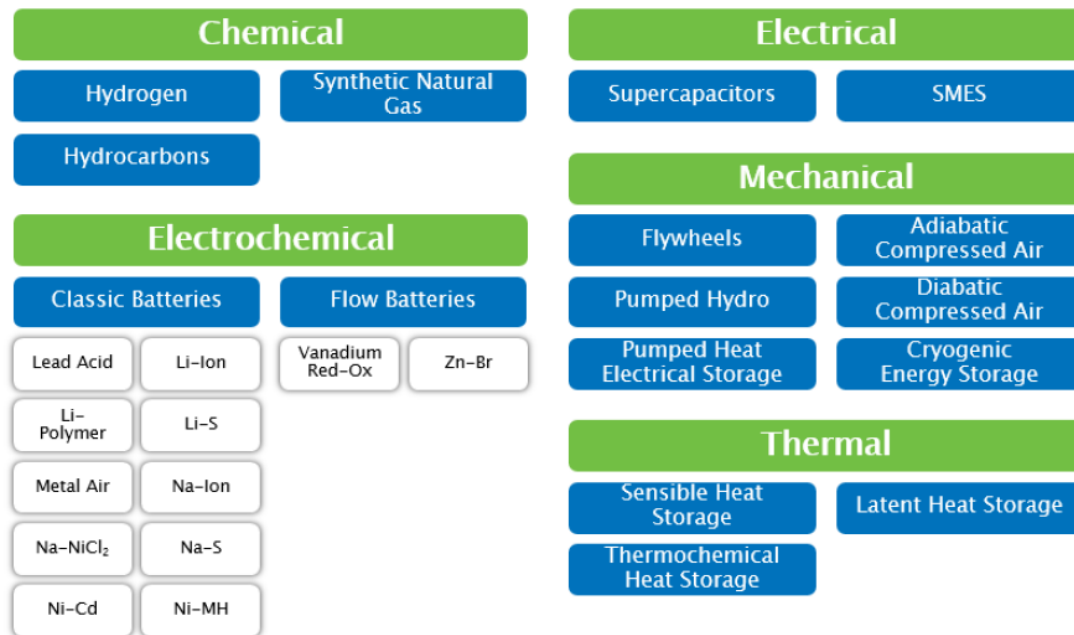 Chemical
Hydrogen
Synthetic Natural
Gas
Hydrocarbons
Electrochemical
Classic Batteries
Flow Batteries
Lead Acid
Li-Ion
Vanadium
Red-Ox
Zn-Br
Li-
Polymer
Li-S
Metal Air
Na-Ion
Na-NiCl₂
Na-S
Ni-Cd
Ni-MH
Electrical
Supercapacitors
SMES
Mechanical
Flywheels
Adiabatic
Compressed Air
Pumped Hydro
Diabatic
Compressed Air
Pumped Heat
Electrical Storage
Cryogenic
Energy Storage
Thermal
Sensible Heat
Storage
Latent Heat Storage
Thermochemical
Heat Storage